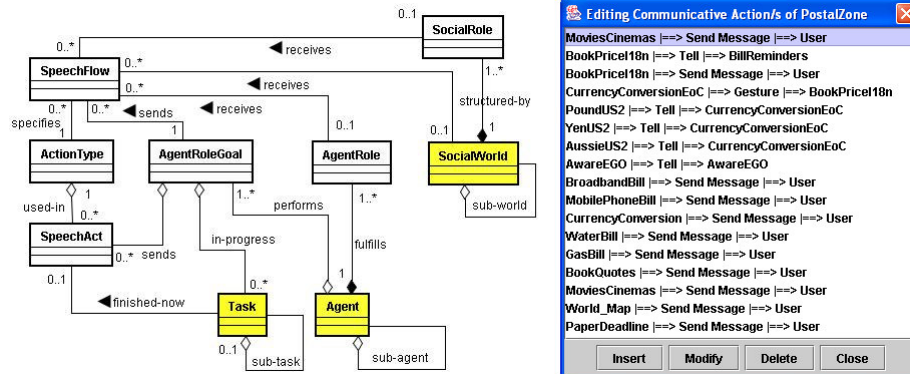 0..1
SocialRole
receives
0..*
SpeechFlow
0..*
receives
1..*
0..*
receives
structured-by
0..*
0..*
sends
specifies
1
1
0..1
0..1
1
ActionType
AgentRoleGoal
AgentRole
SocialWorld
1
1..*
1..*
used-in
performs
sub-world
0..*
SpeechAct
in-progress
fulfills
0..*
sends
0..1
0..*
1
finished-now
Task
Agent
0..1
sub-task
sub-agent
Editing Communicative Action/s of PostalZone
MoviesCinemas |==> Send Message |==> User
BookPriceI18n |==> Tell |==> BillReminders
BookPriceI18n |==> Send Message |==> User
CurrencyConversionEoC |==> Gesture |==> BookPriceI18n
PoundUS2 |==> Tell |==> CurrencyConversionEoC
YenUS2 |==> Tell |==> CurrencyConversionEoC
AussieUS2 |==> Tell |==> CurrencyConversionEoC
AwareEGO |==> Tell |==> AwareEGO
BroadbandBill |==> Send Message |==> User
MobilePhoneBill |==> Send Message |==> User
CurrencyConversion |==> Send Message |==> User
WaterBill |==> Send Message |==> User
GasBill |==> Send Message |==> User
BookQuotes |==> Send Message |==> User
MoviesCinemas |==> Send Message |==> User
World_Map |==> Send Message |==> User
PaperDeadline |==> Send Message |==> User
Insert Modify Delete Close